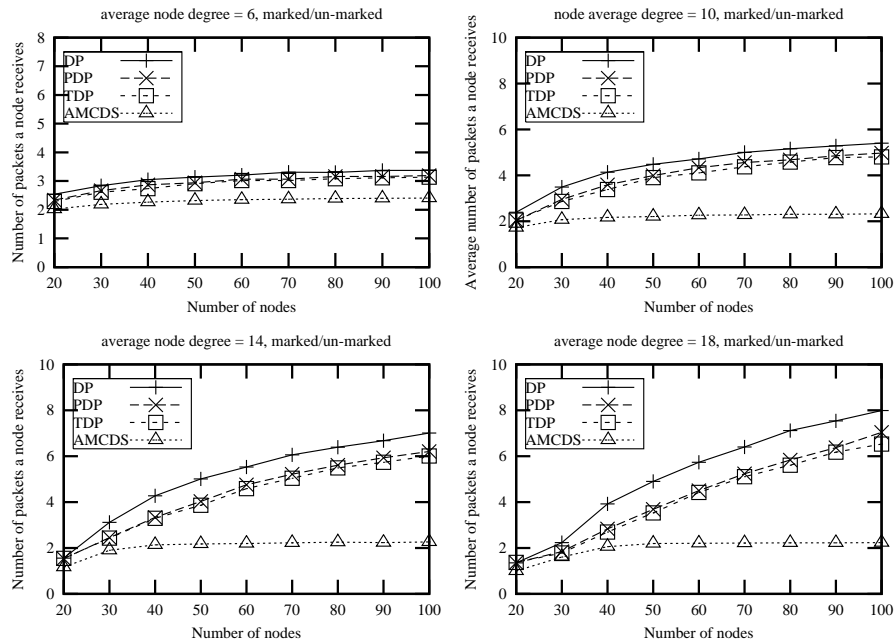 average node degree = 6, marked/un-marked
Number of packets a node receives
8
7
6
5
4
3
2
1
0
DP
PDP
TDP
AMCDS
20 30 40 50 60 70 80 90 100
Number of nodes
node average degree = 10, marked/un-marked
Average number of packets a node receives
10
8
6
4
2
0
DP
PDP
TDP
AMCDS
20 30 40 50 60 70 80 90 100
Number of nodes
average node degree = 14, marked/un-marked
Number of packets a node receives
10
8
6
4
2
0
DP
PDP
TDP
AMCDS
20 30 40 50 60 70 80 90 100
Number of nodes
average node degree = 18, marked/un-marked
Number of packets a node receives
10
8
6
4
2
0
DP
PDP
TDP
AMCDS
20 30 40 50 60 70 80 90 100
Number of nodes